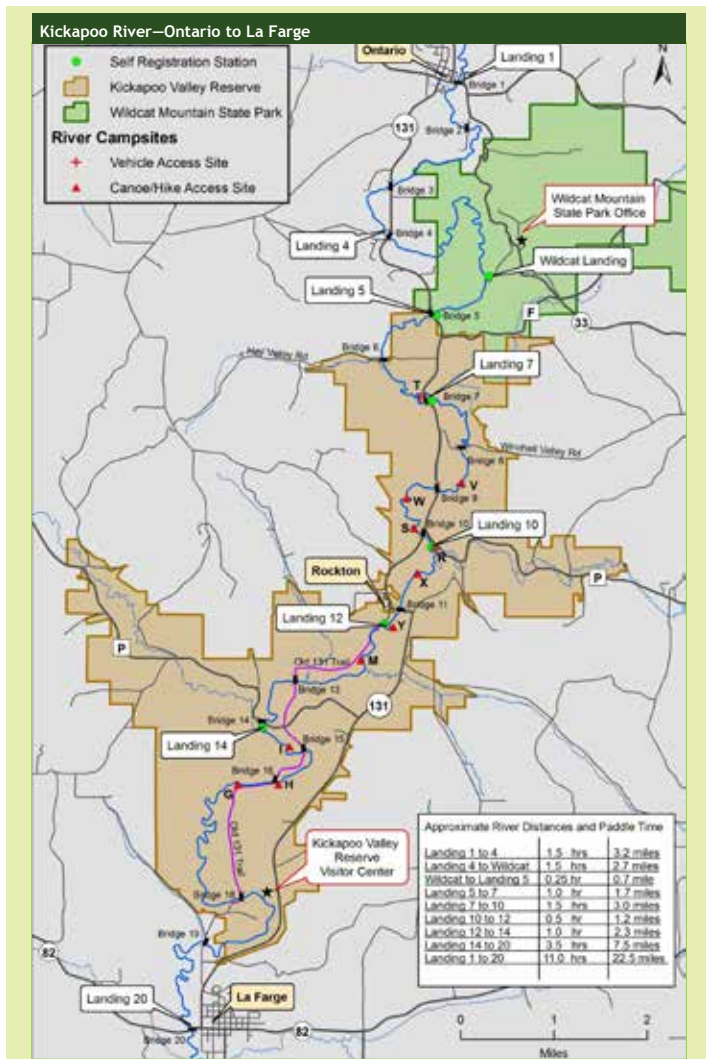 Kickapoo River—Ontario to La Farge
Self Registration Station
Kickapoo Valley Reserve
Wildcat Mountain State Park
River Campsites
Vehicle Access Site
Canoe/Hike Access Site
Ontario
Landing 1
N
Bridge 1
131
Bridge 2
Bridge 3
Wildcat Mountain
State Park Office
Landing 4
Bridge 4
Wildcat Landing
Landing 5
Bridge 5
F
33
Bridge 6
Landing 7
T
Bridge 7
Bridge 8
Winchell Valley Rd
V
W
Bridge 9
S
Bridge 10
Landing 10
R
Rockton
X
P
Bridge 11
Landing 12
Y
P
Old 131 Trail
M
Bridge 13
131
Bridge 14
Landing 14
I
Bridge 15
Bridge 16
G
H
Old 131 Trail
Kickapoo Valley
Reserve
Visitor Center
Bridge 18
Bridge 19
82
Landing 20
La Farge
Bridge 20
82
Approximate River Distances and Paddle Time
Landing 1 to 4 1.5 hrs 3.2 miles
Landing 4 to Wildcat 1.5 hrs 2.7 miles
Wildcat to Landing 5 0.25 hr 0.7 mile
Landing 5 to 7 1.0 hr 1.7 miles
Landing 7 to 10 1.5 hrs 3.0 miles
Landing 10 to 12 0.5 hr 1.2 miles
Landing 12 to 14 1.0 hr 2.3 miles
Landing 14 to 20 3.5 hrs 7.5 miles
Landing 1 to 20 11.0 hrs 22.5 miles
0 1 2
Miles